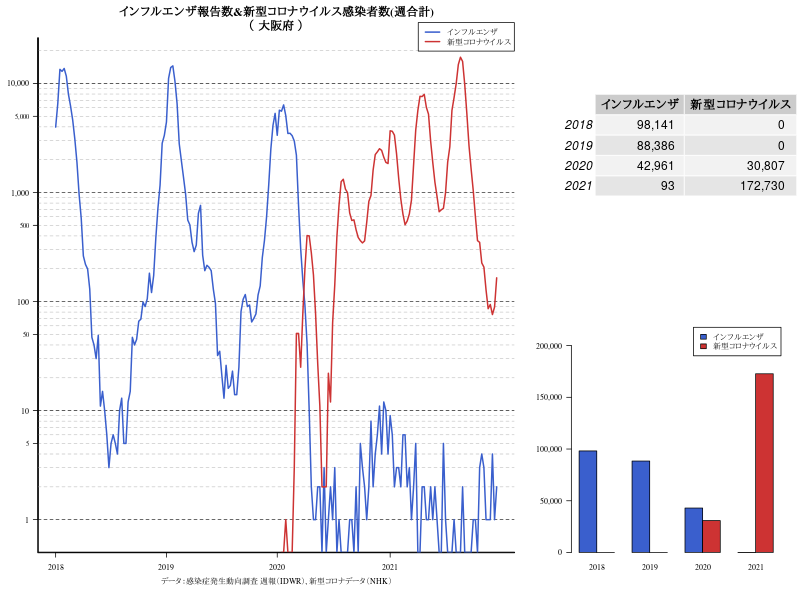 インフルエンザ報告数&新型コロナウイルス感染者数(週合計)
( 大阪府 )
インフルエンザ
新型コロナウイルス
10,000
5,000
1,000
500
100
50
10
5
1
2018 2019 2020 2021
データ：感染症発生動向調査 週報(IDWR)、新型コロナデータ(NHK)
インフルエンザ 新型コロナウイルス
2018 98,141 0
2019 88,386 0
2020 42,961 30,807
2021 93 172,730
インフルエンザ
新型コロナウイルス
200,000
150,000
100,000
50,000
0
2018 2019 2020 2021